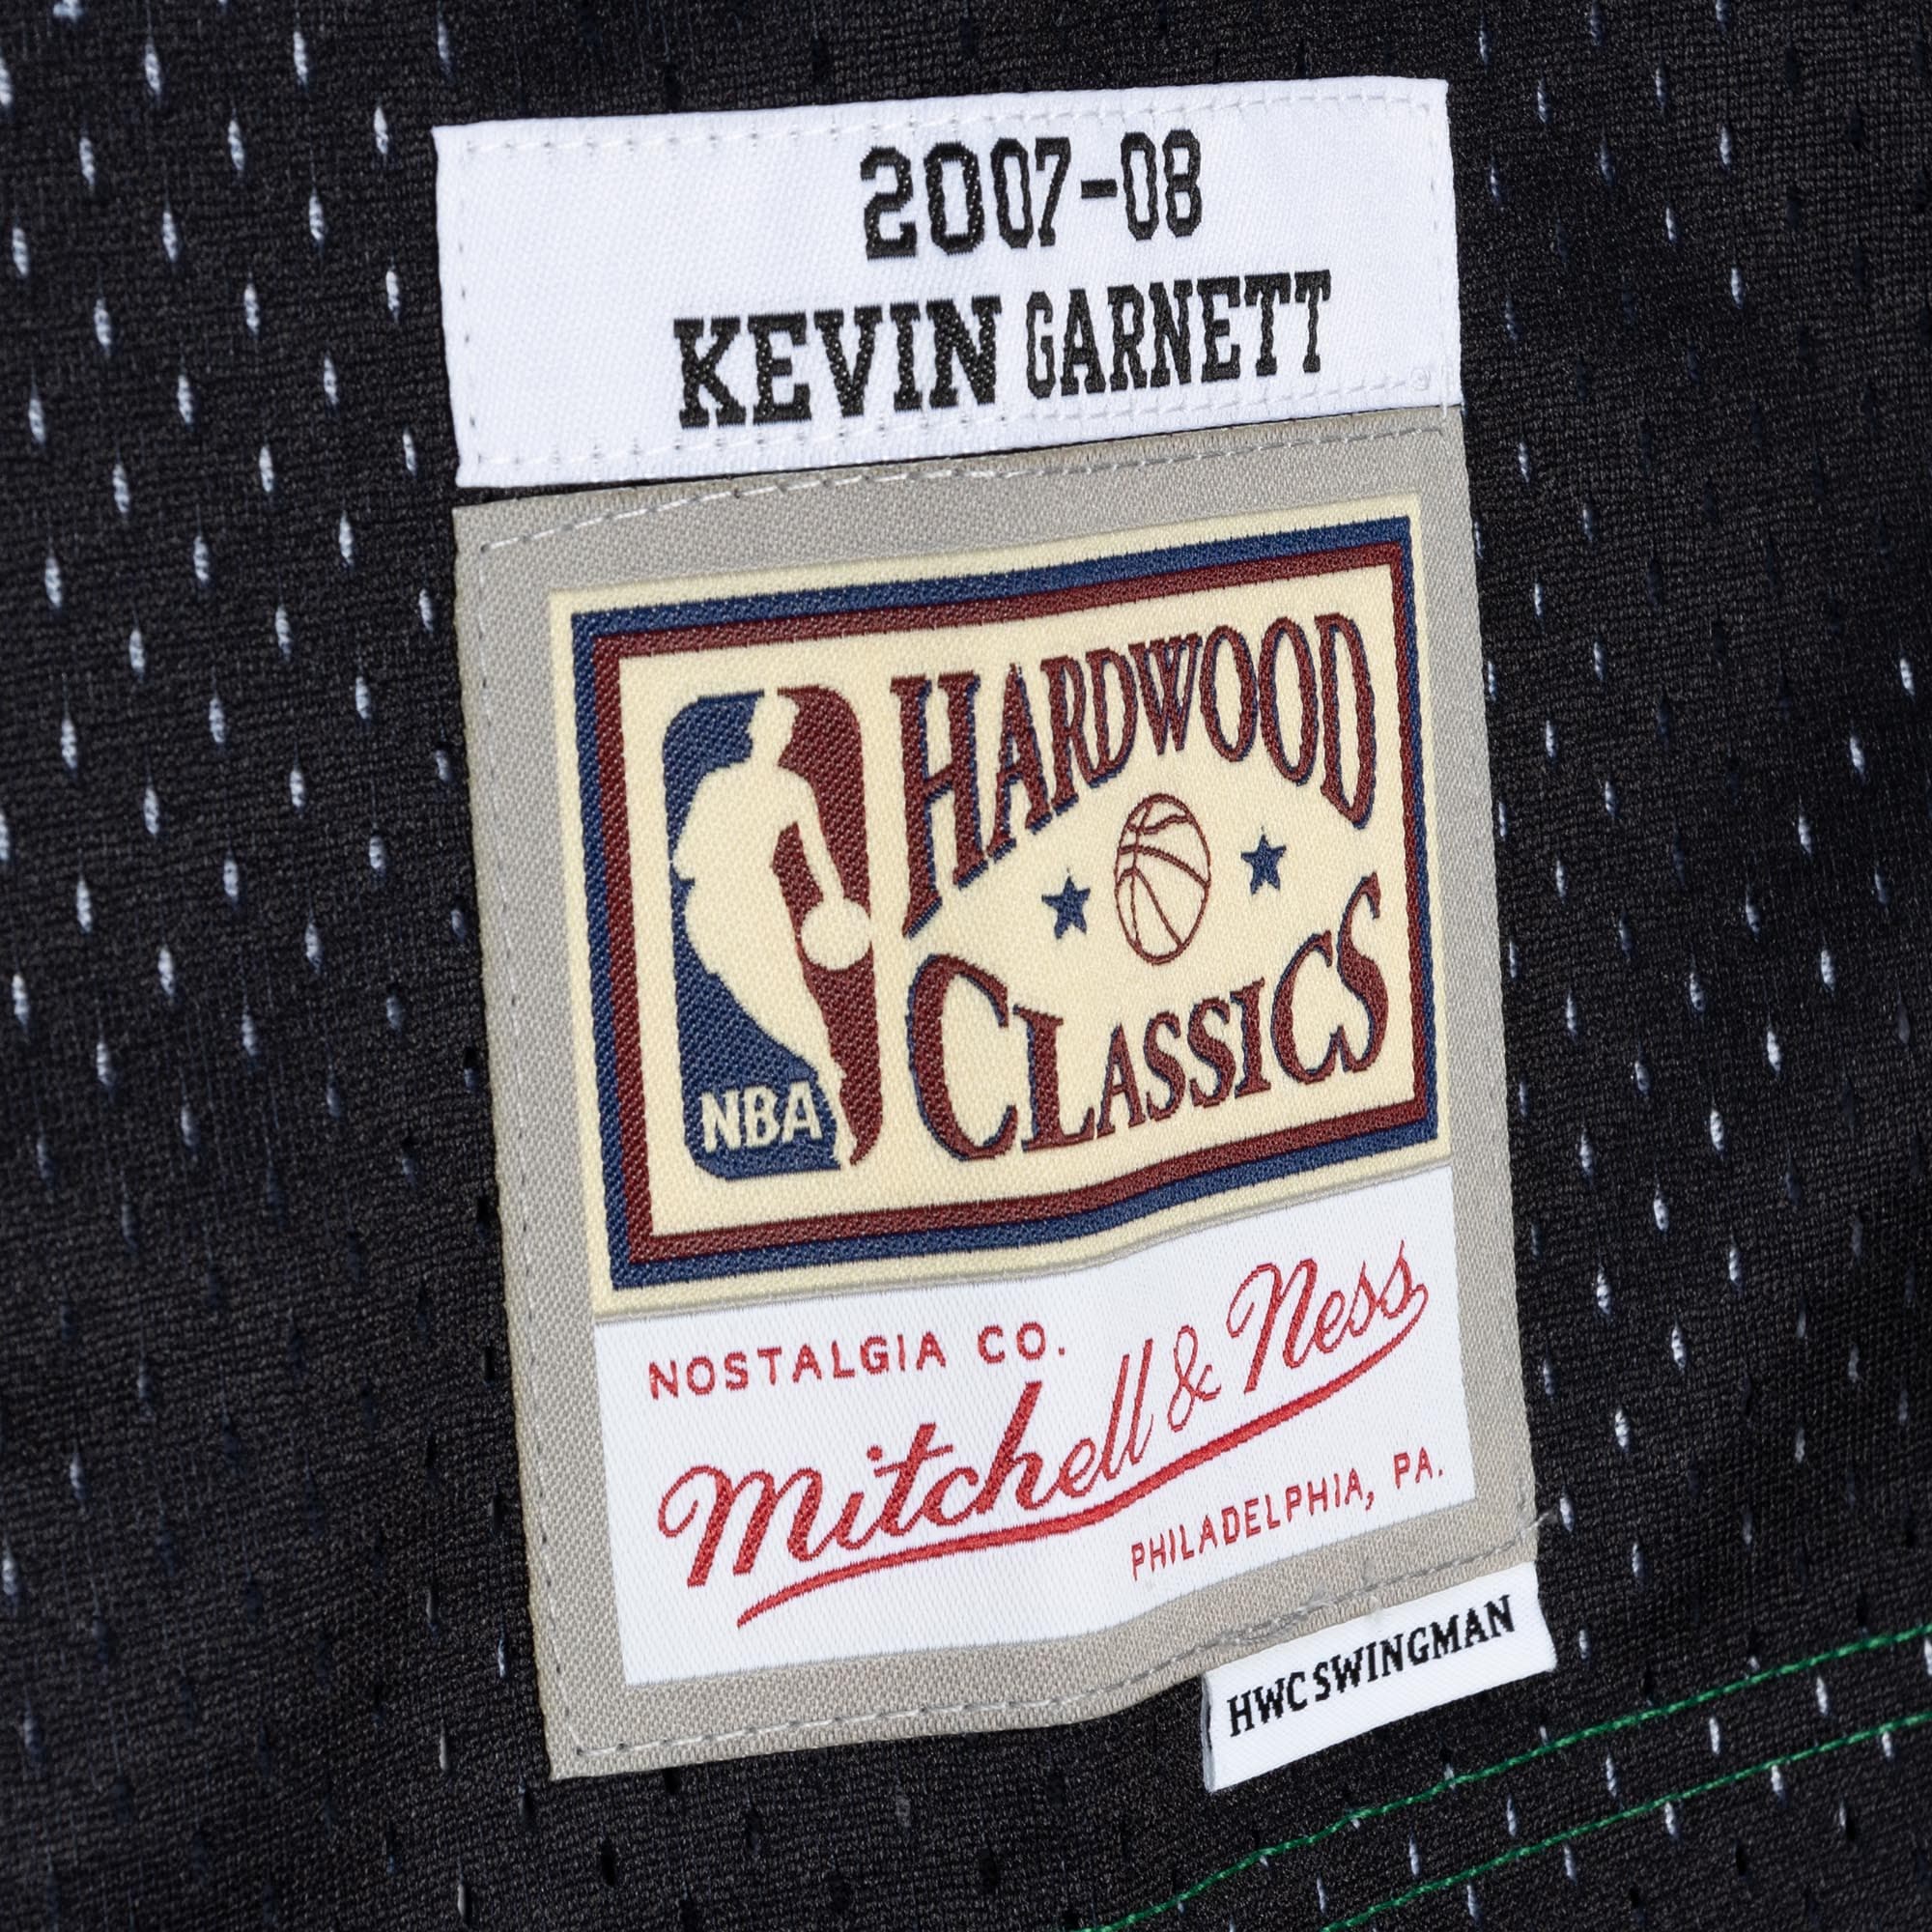 2007-08
KEVIN GARNETT
HARDWOOD
CLASSICS
NBA
NOSTALGIA CO.
Mitchell & Ness
PHILADELPHIA, PA.
HWC SWINGMAN